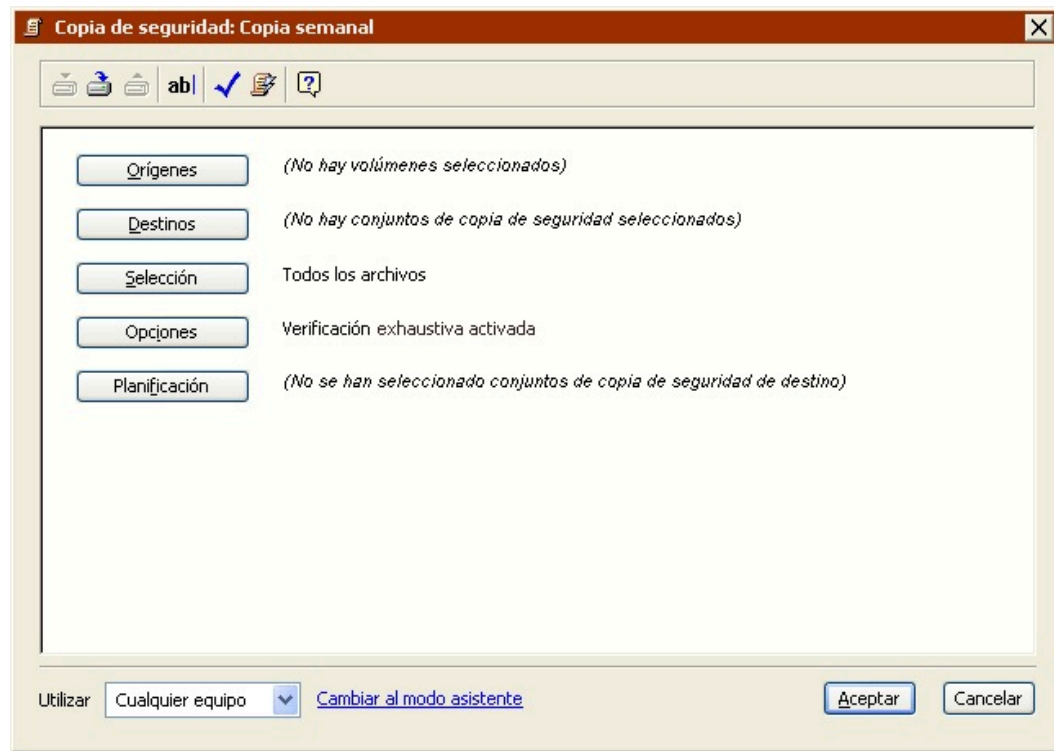 Copia de seguridad: Copia semanal
ab|
Orígenes (No hay volúmenes seleccionados)
Destinos (No hay conjuntos de copia de seguridad seleccionados)
Selección Todos los archivos
Opciones Verificación exhaustiva activada
Planificación (No se han seleccionado conjuntos de copia de seguridad de destino)
Utilizar Cualquier equipo Cambiar al modo asistente Aceptar Cancelar